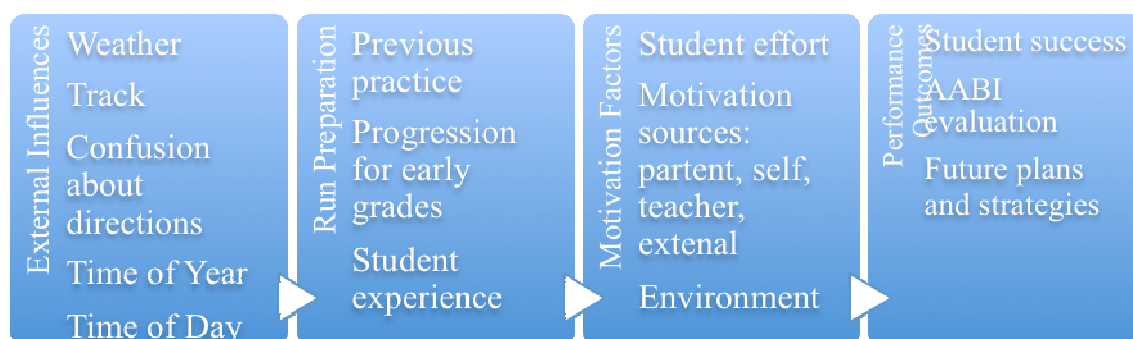 External Influences
Weather
Track
Confusion
about
directions
Time of Year
Time of Day
Run Preparation
Previous
practice
Progression
for early
grades
Student
experience
Motivation Factors
Student effort
Motivation
sources:
partent, self,
teacher,
extenal
Environment
Performance
Outcomes
Student success
AABI
evaluation
Future plans
and strategies